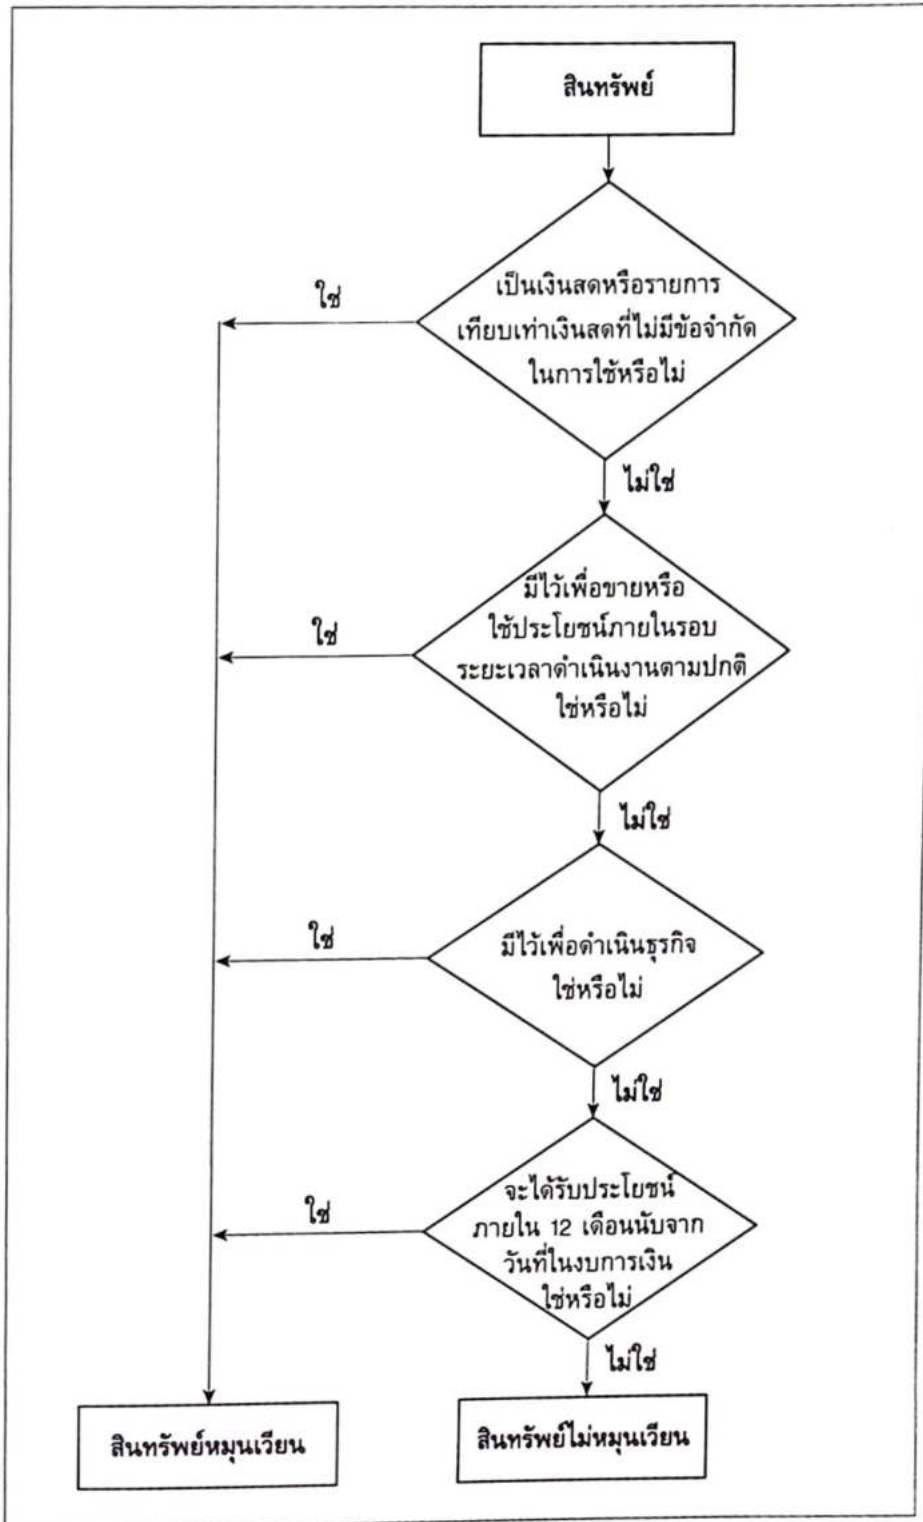 สินทรัพย์
เป็นเงินสดหรือรายการ
เทียบเท่าเงินสดที่ไม่มีข้อจำกัด
ในการใช้หรือไม่
ใช่
ไม่ใช่
มีไว้เพื่อขายหรือ
ใช้ประโยชน์ภายในรอบ
ระยะเวลาดำเนินงานตามปกติ
ใช่หรือไม่
ใช่
ไม่ใช่
มีไว้เพื่อดำเนินธุรกิจ
ใช่หรือไม่
ใช่
ไม่ใช่
จะได้รับประโยชน์
ภายใน 12 เดือนนับจาก
วันที่ในงบการเงิน
ใช่หรือไม่
ใช่
ไม่ใช่
สินทรัพย์หมุนเวียน
สินทรัพย์ไม่หมุนเวียน